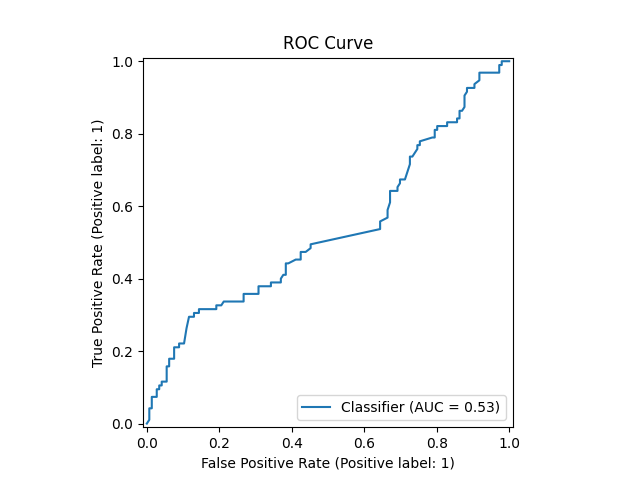 ROC Curve
True Positive Rate (Positive label: 1)
1.0
0.8
0.6
0.4
0.2
0.0
0.0 0.2 0.4 0.6 0.8 1.0
Classifier (AUC = 0.53)
False Positive Rate (Positive label: 1)